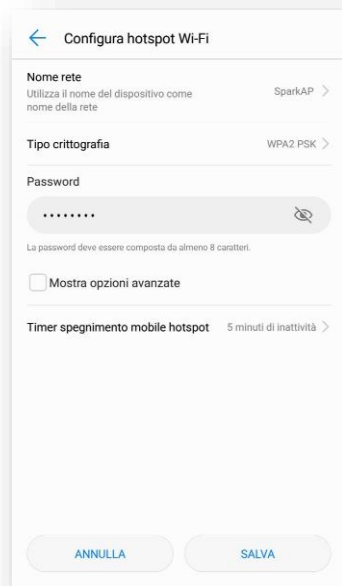 Configura hotspot Wi-Fi
Nome rete
Utilizza il nome del dispositivo come
nome della rete
SparkAP
Tipo crittografia
WPA2 PSK
Password
••••••••
La password deve essere composta da almeno 8 caratteri.
Mostra opzioni avanzate
Timer spegnimento mobile hotspot
5 minuti di inattività
ANNULLA
SALVA